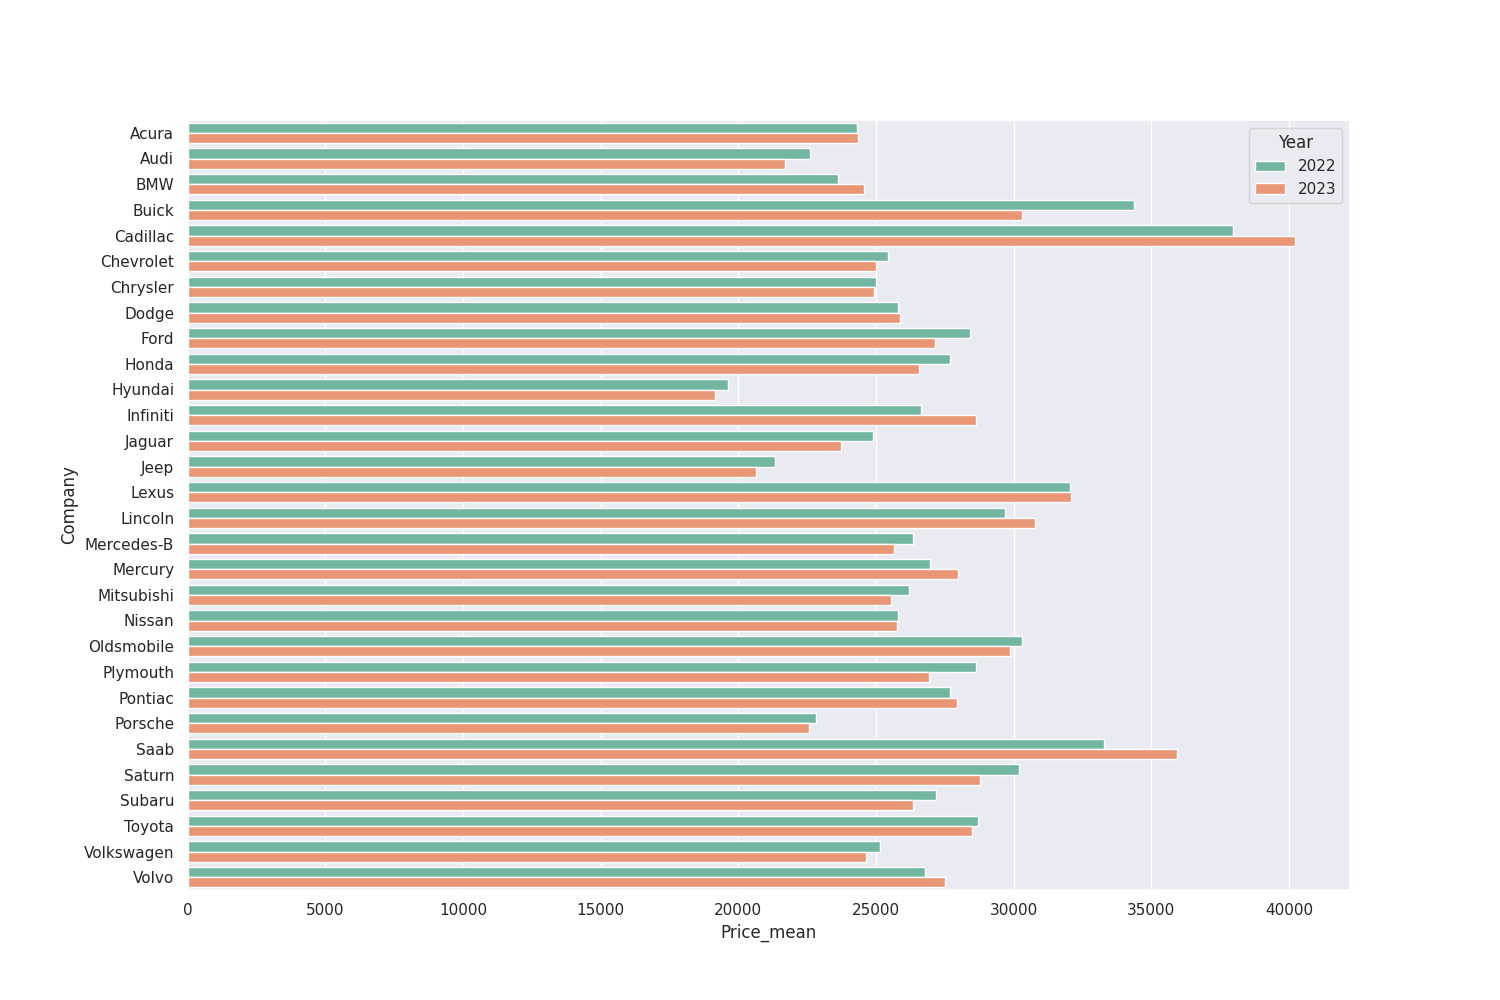 Year
2022
2023
Acura
Audi
BMW
Buick
Cadillac
Chevrolet
Chrysler
Dodge
Ford
Honda
Hyundai
Infiniti
Jaguar
Jeep
Lexus
Lincoln
Mercedes-B
Mercury
Mitsubishi
Nissan
Oldsmobile
Plymouth
Pontiac
Porsche
Saab
Saturn
Subaru
Toyota
Volkswagen
Volvo
Company
0 5000 10000 15000 20000 25000 30000 35000 40000
Price_mean